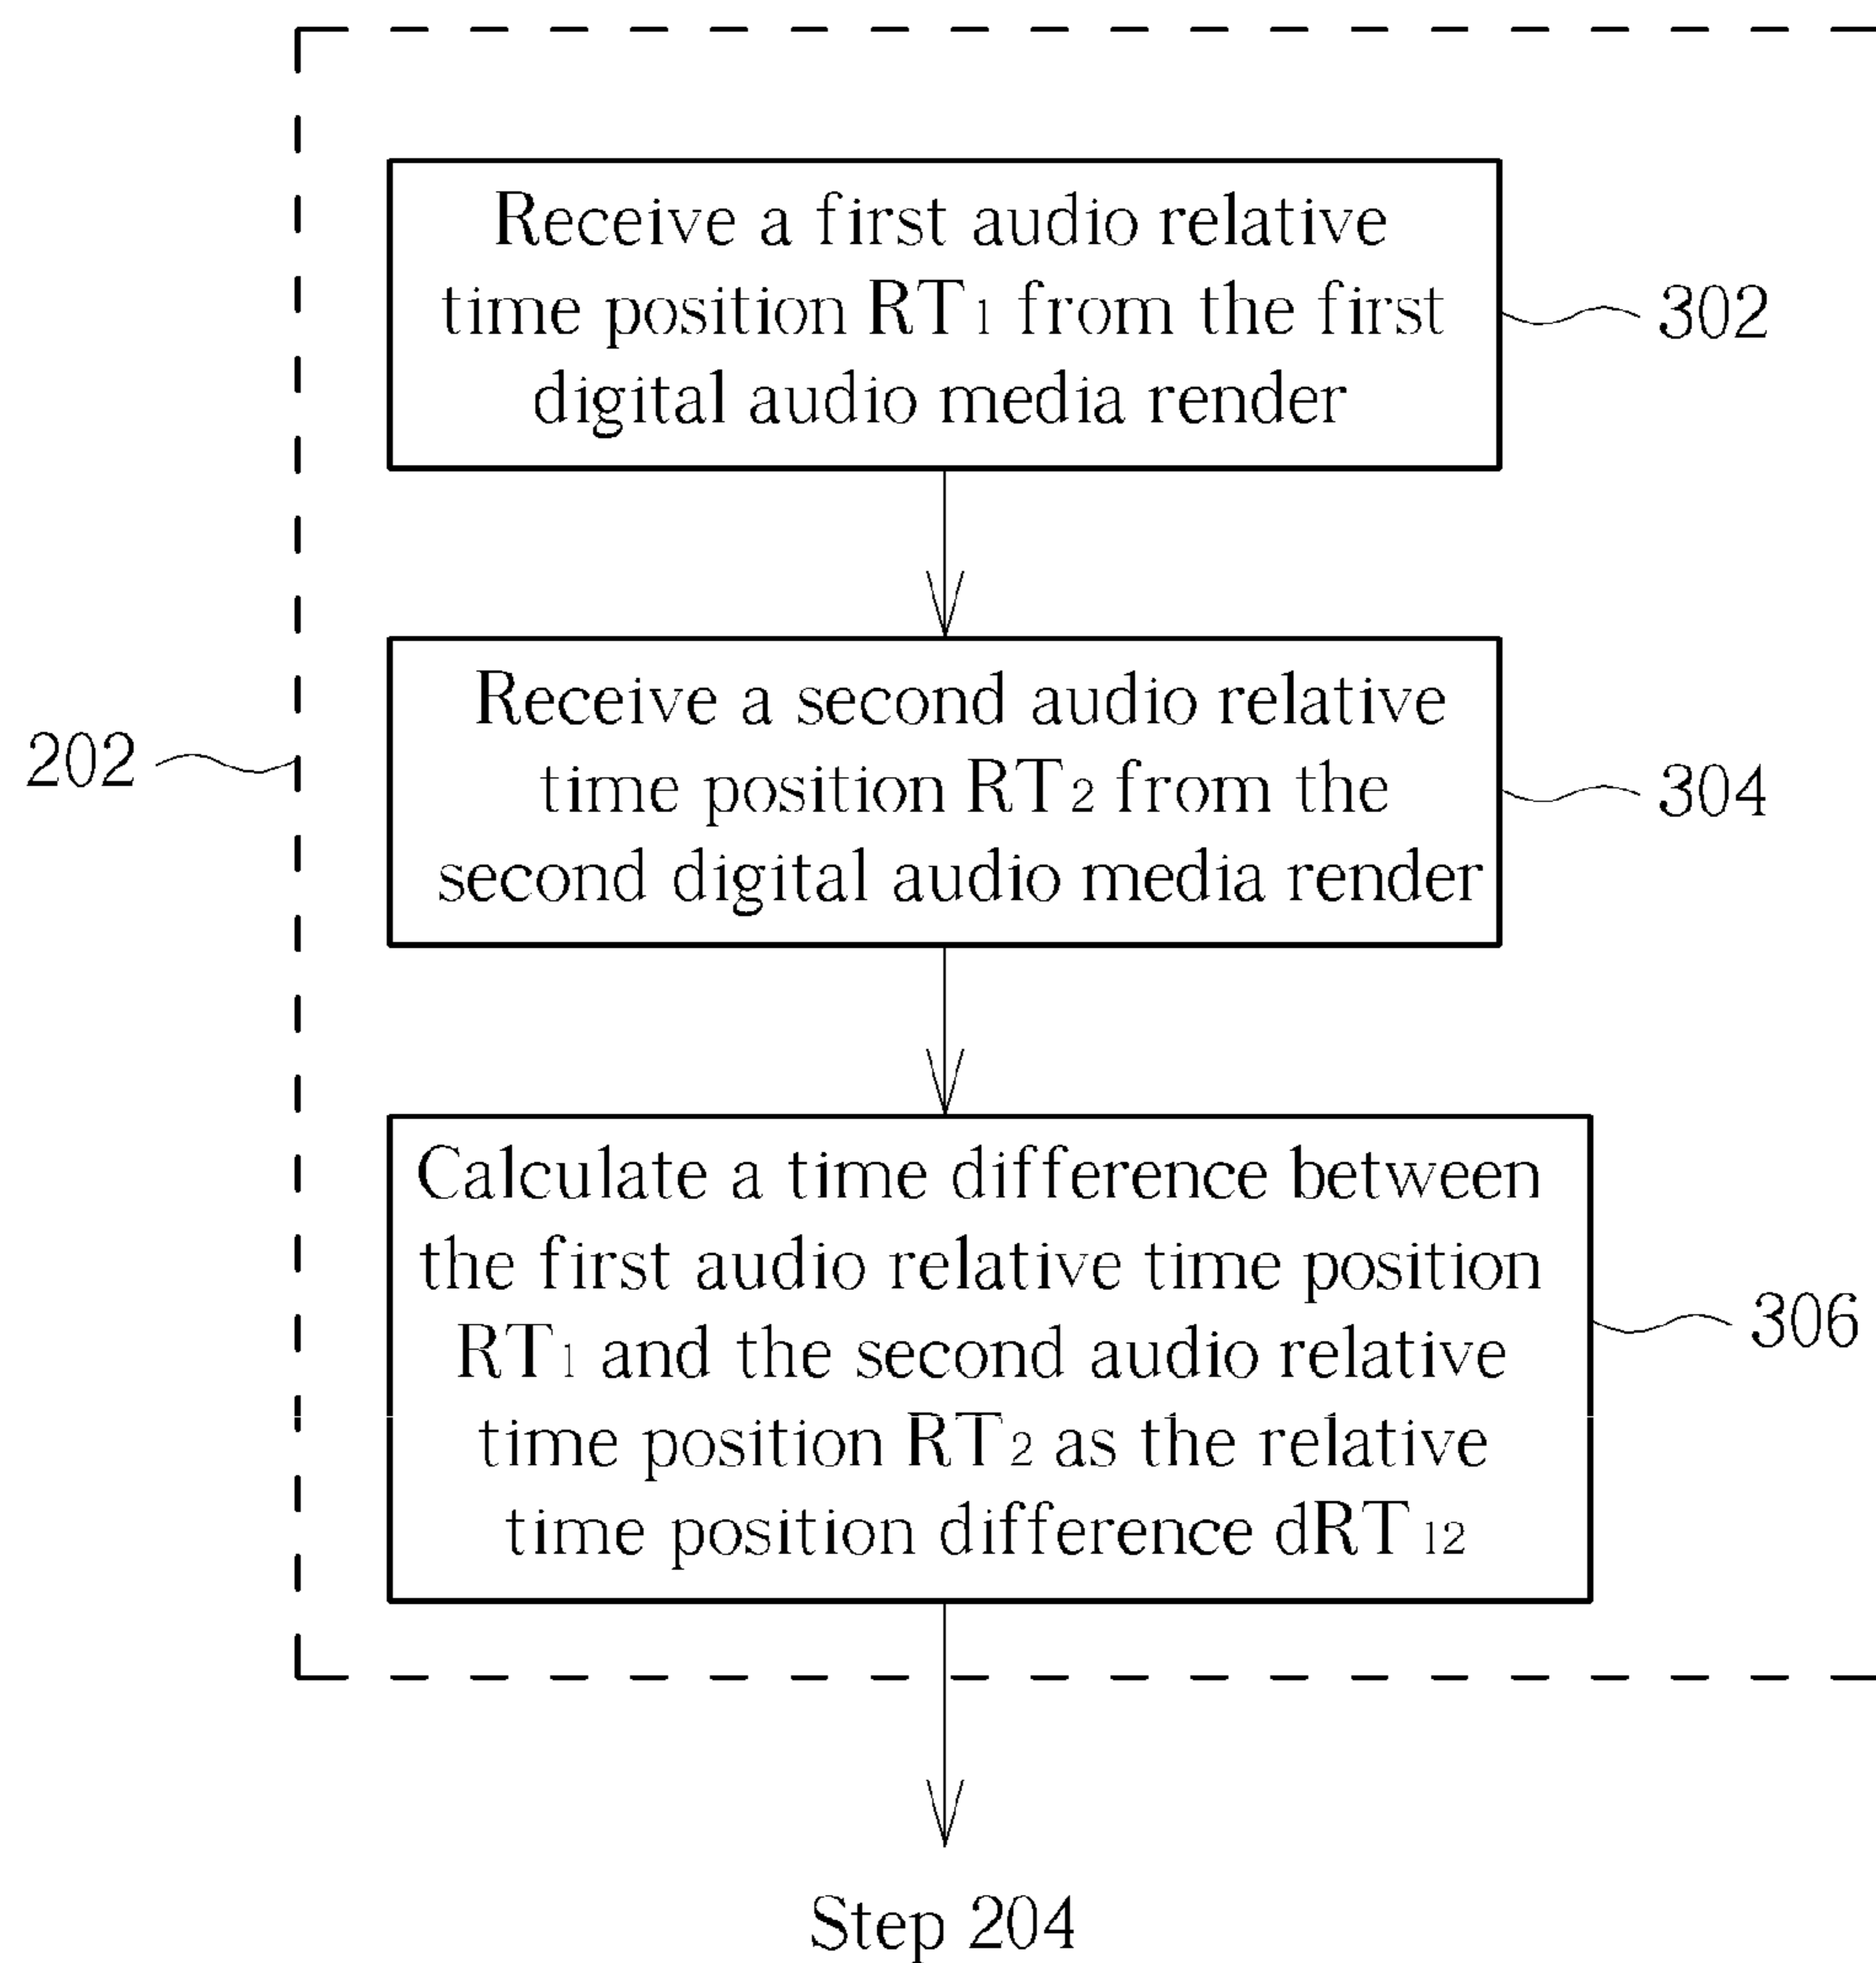 Receive a first audio relative
time position RT1 from the first
digital audio media render
302
Receive a second audio relative
time position RT2 from the
second digital audio media render
202
304
Calculate a time difference between
the first audio relative time position
RT1 and the second audio relative
time position RT2 as the relative
time position difference dRT12
306
Step 204